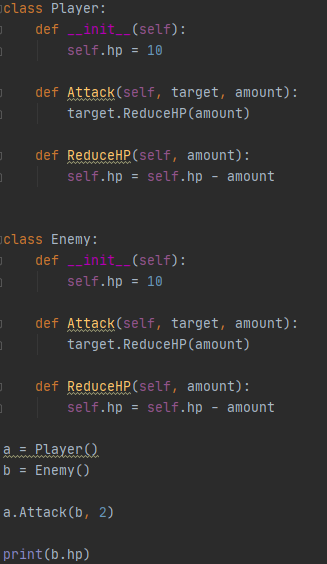 class Player:
    def __init__(self):
        self.hp = 10

    def Attack(self, target, amount):
        target.ReduceHP(amount)

    def ReduceHP(self, amount):
        self.hp = self.hp - amount


class Enemy:
    def __init__(self):
        self.hp = 10

    def Attack(self, target, amount):
        target.ReduceHP(amount)

    def ReduceHP(self, amount):
        self.hp = self.hp - amount

a = Player()
b = Enemy()

a.Attack(b, 2)

print(b.hp)